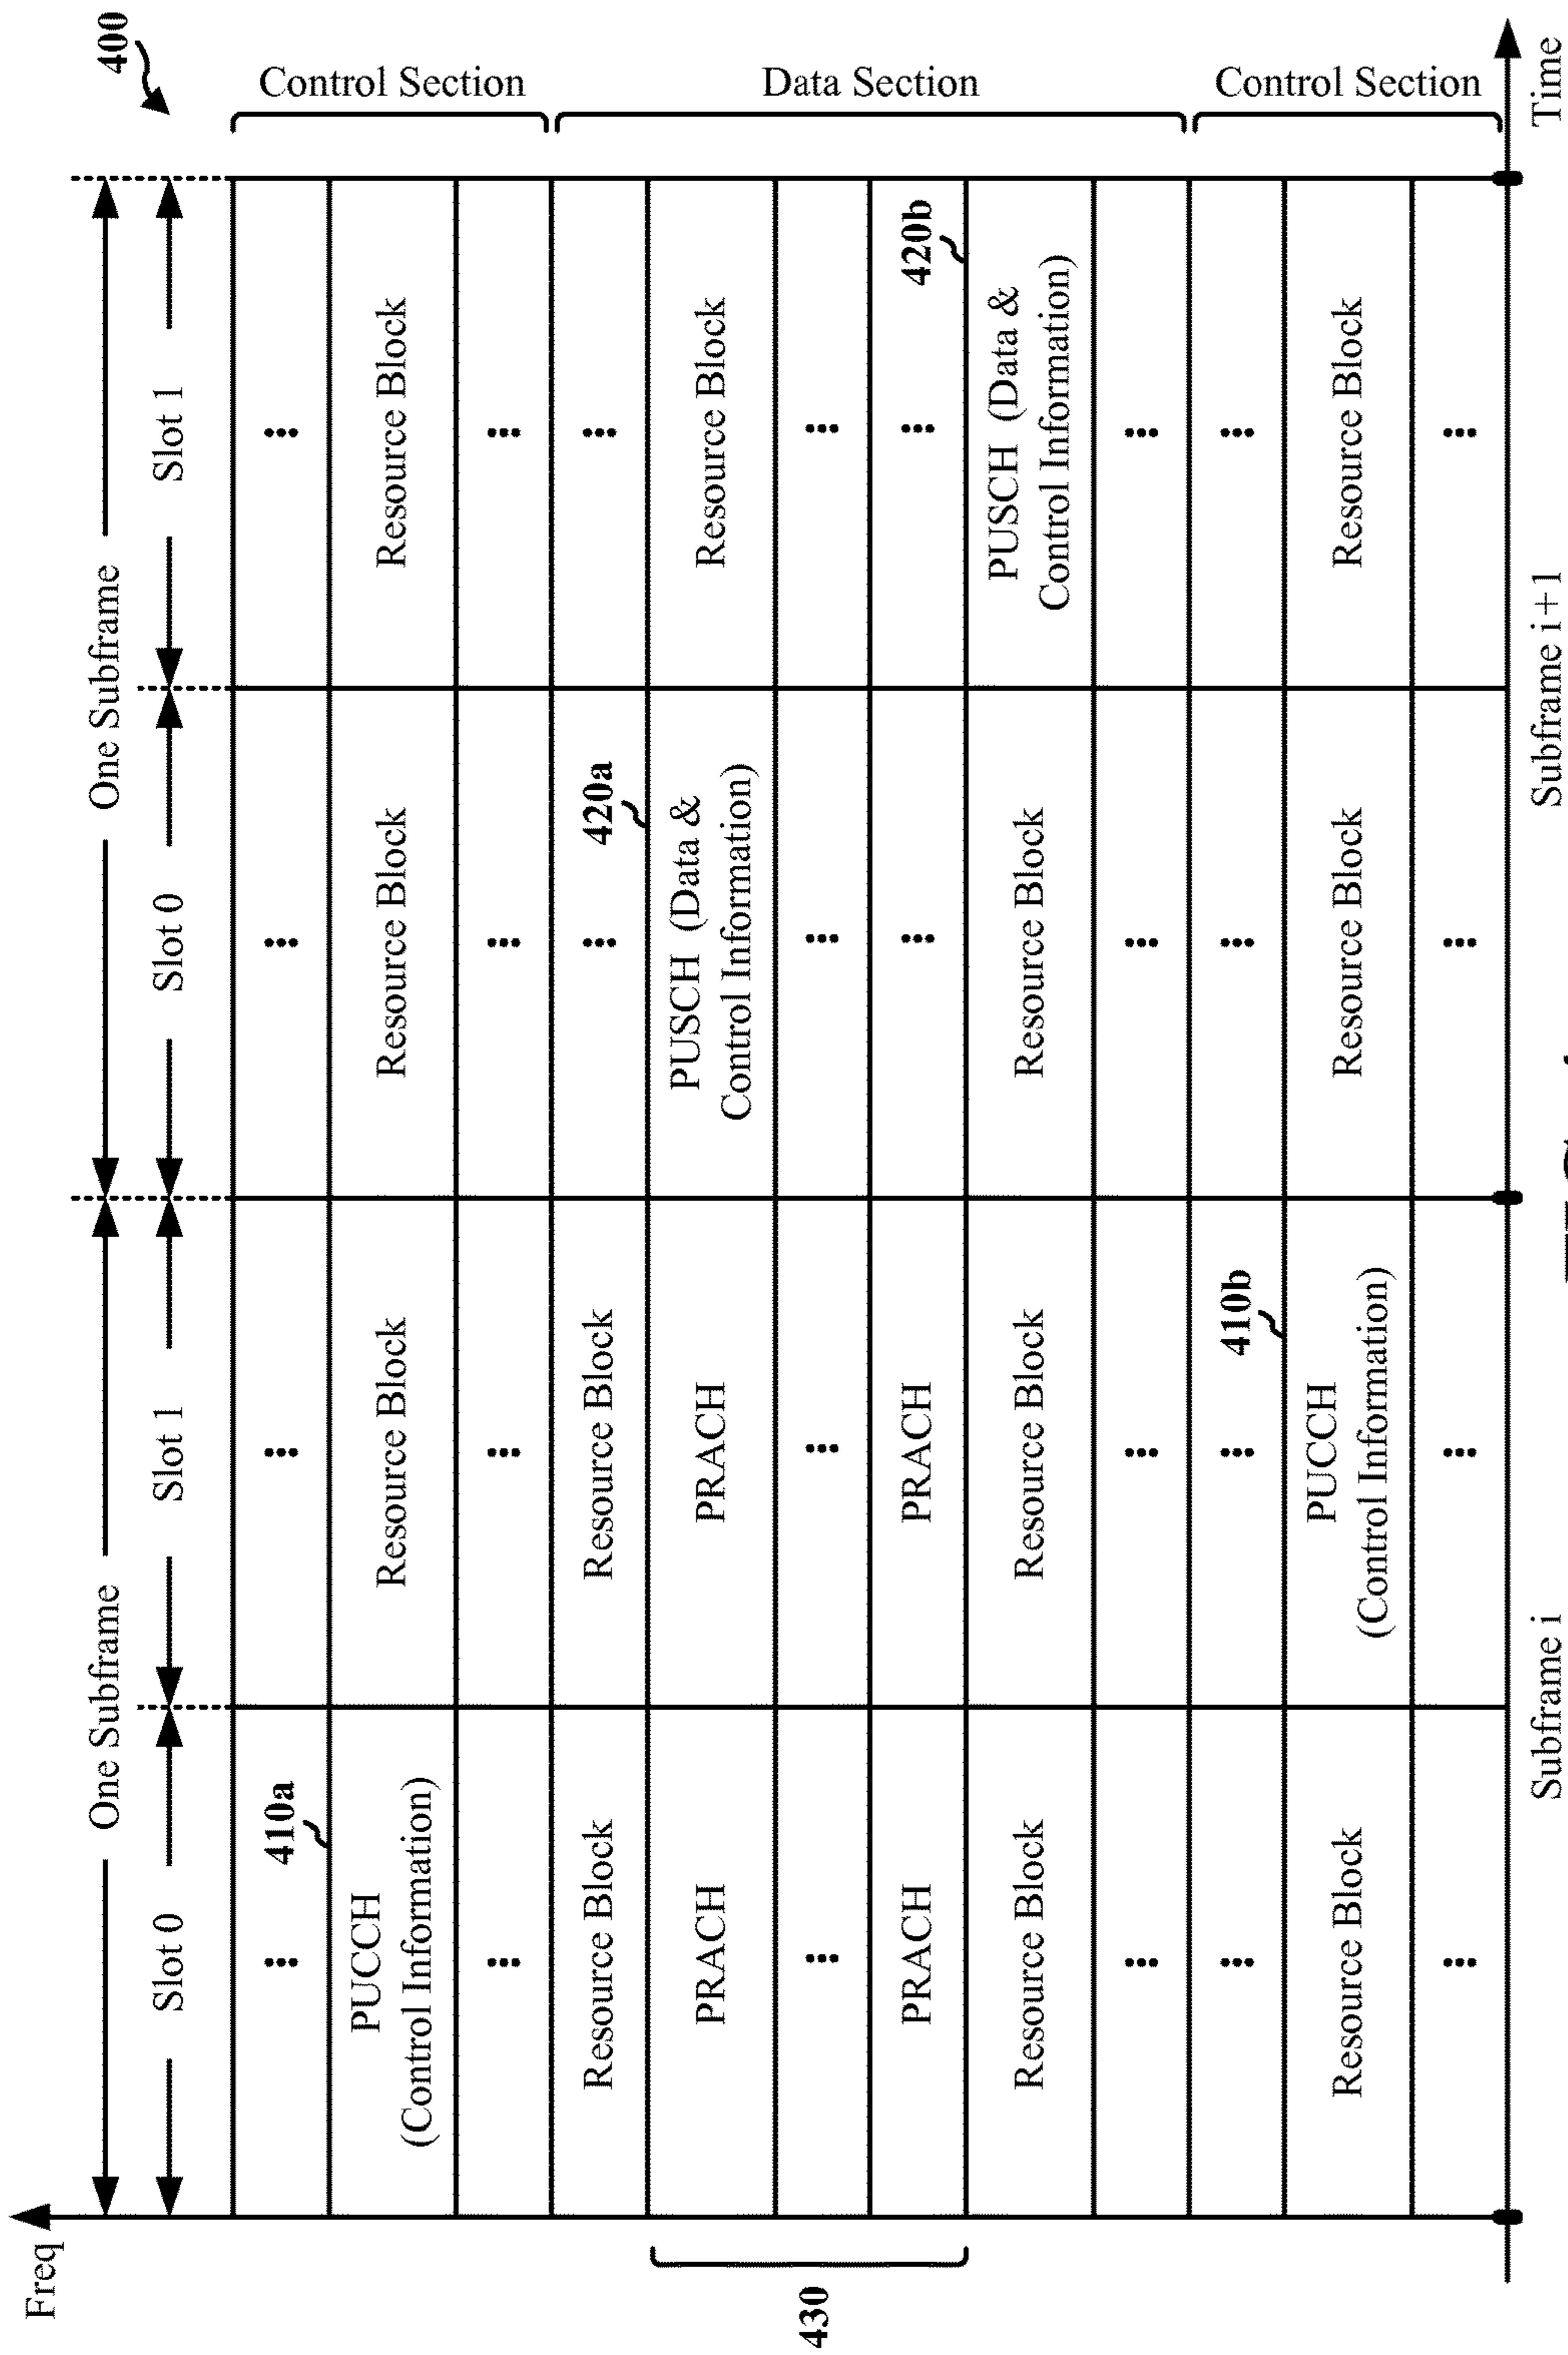 Freq
One Subframe
One Subframe
400
Slot 0
Slot 1
Slot 0
Slot 1
410a
PUCCH
(Control Information)
Resource Block
Resource Block
Resource Block
Control Section
Resource Block
Resource Block
420a
PRACH
PRACH
PUSCH (Data &
Control Information)
Resource Block
430
PRACH
PRACH
420b
Data Section
Resource Block
Resource Block
Resource Block
PUSCH (Data &
Control Information)
410b
Resource Block
PUCCH
(Control Information)
Resource Block
Resource Block
Control Section
Subframe i
Subframe i+1
Time